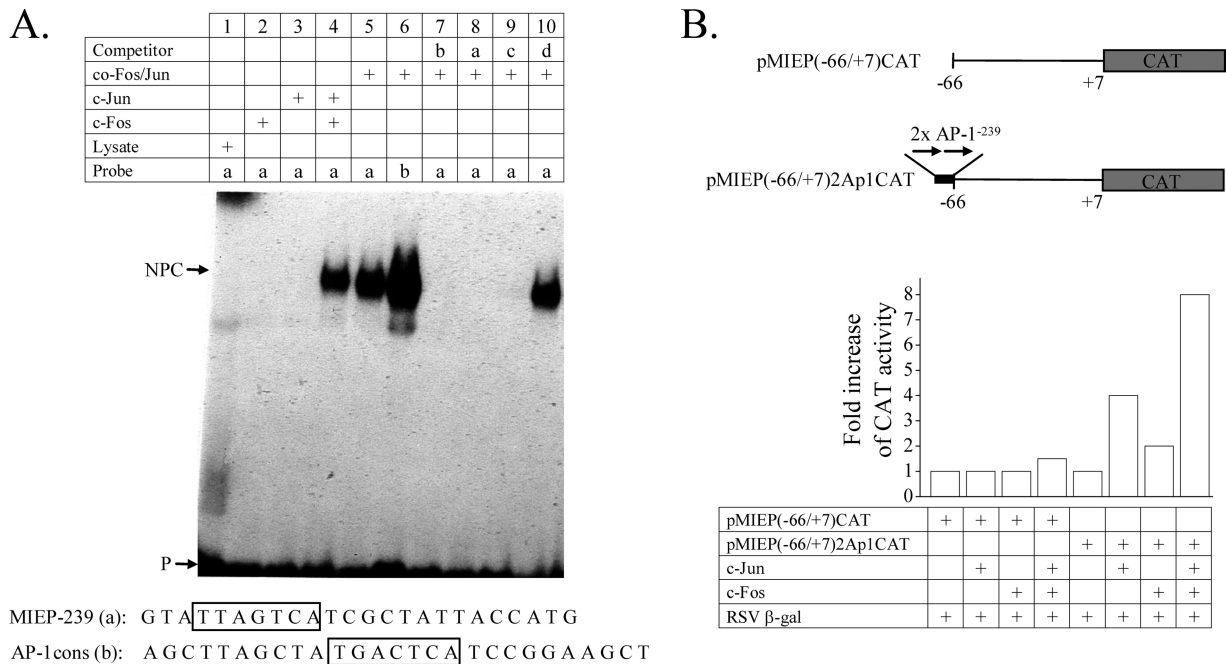 A.
1 2 3 4 5 6 7 8 9 10
Competitor b a c d
co-Fos/Jun + + + + + +
c-Jun + +
c-Fos + +
Lysate +
Probe a a a a a b a a a a
NPC
P
MIEP-239 (a): G T A T T A G T C A T C G C T A T T A C C A T G
AP-1cons (b): A G C T T A G C T A T G A C T C A T C C G G A A G C T
B.
pMIEP(-66/+7)CAT
CAT
-66 +7
2x AP-1-239
pMIEP(-66/+7)2Ap1CAT
CAT
-66 +7
Fold increase
of CAT activity
8
7
6
5
4
3
2
1
0
pMIEP(-66/+7)CAT + + + +
pMIEP(-66/+7)2Ap1CAT + + + +
c-Jun + + + +
c-Fos + + + +
RSV β-gal + + + + + + + +